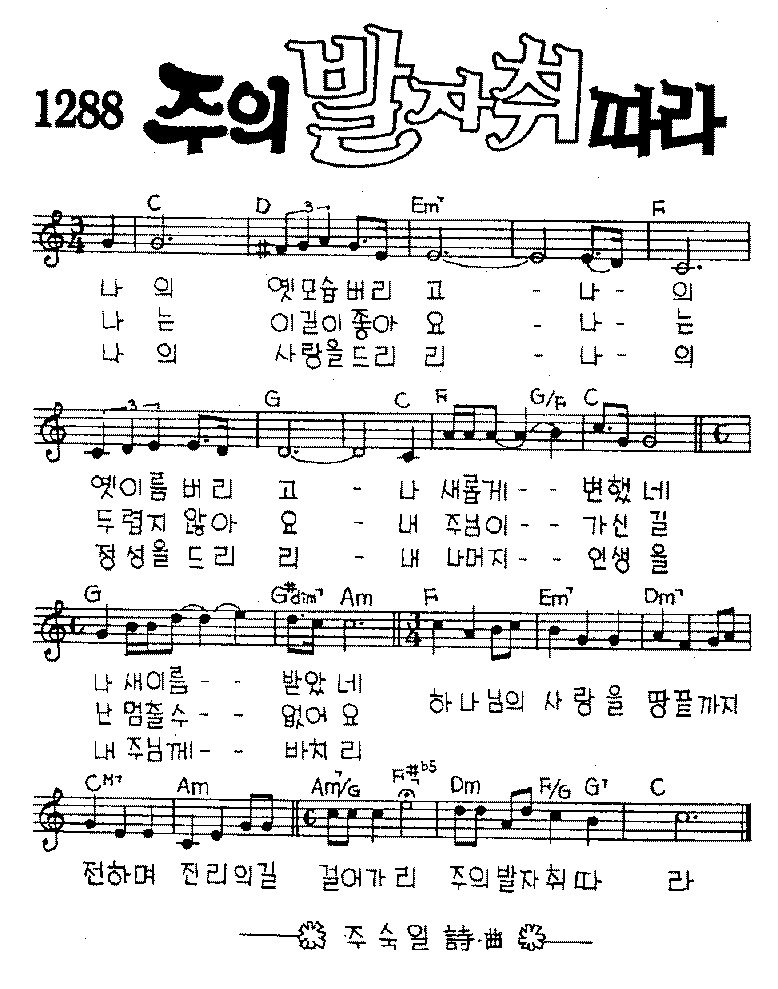 1288 주의 발자취 따라
C D 3 Em7 F
3/4
나 의 옛모습버리 고 - 나 - 의
나 는 이길이좋아 요 - 나 - 는
나 의 사랑을드리 리 - 나 - 의
3 G C F G/F C
옛이름 버 리 고 - 나 새롭게 - - 변했 네
두렵지 않아 요 - 내 주님이 - - 가신 길
정성을 드리 리 - 내 나머지 - - 인생 을
G G#dim7 Am F Em7 Dm7
3/4
나 새이름 - - 받았 네
난 멈출수 - - 없어 요
내 주님께 - - 바치 리
하나님의 사랑을 땅끝까지
CM7 Am Am7/G F#b5 Dm F/G G7 C
전하며 진리의길 걸어가리 주의발자취따 라
주 숙 일 詩·曲